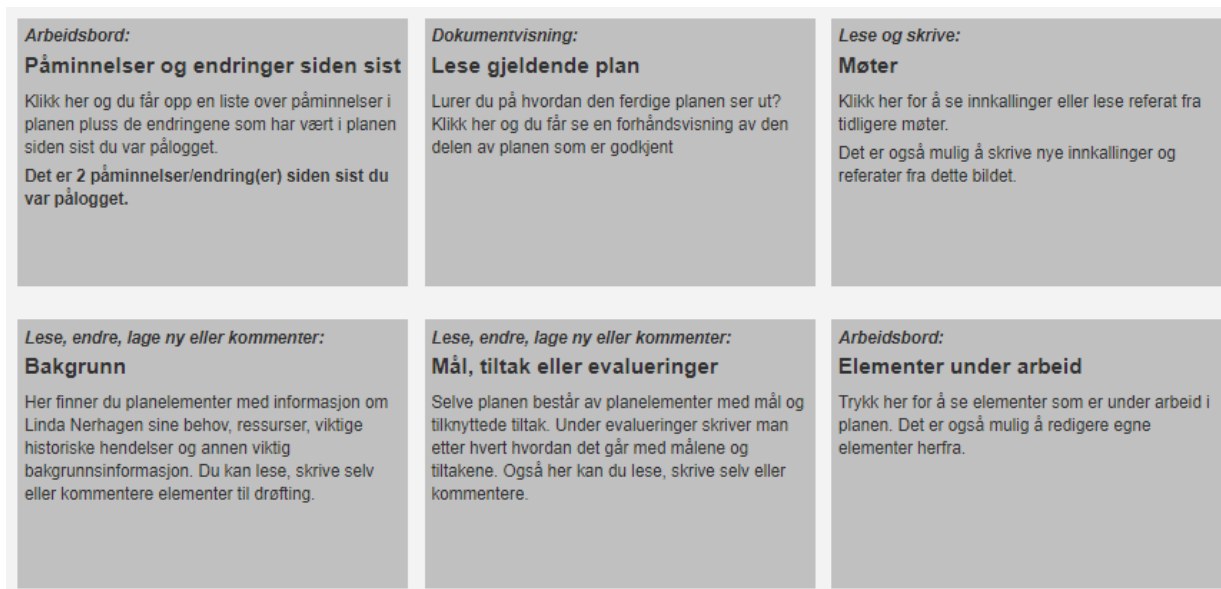 Arbeidsbord:
Påminnelser og endringer siden sist
Klikk her og du får opp en liste over påminnelser i
planen pluss de endringene som har vært i planen
siden sist du var pålogget.
Det er 2 påminnelser/endring(er) siden sist du
var pålogget.
Dokumentvisning:
Lese gjeldende plan
Lurer du på hvordan den ferdige planen ser ut?
Klikk her og du får se en forhåndsvisning av den
delen av planen som er godkjent
Lese og skrive:
Møter
Klikk her for å se innkallinger eller lese referat fra
tidligere møter.
Det er også mulig å skrive nye innkallinger og
referater fra dette bildet.
Lese, endre, lage ny eller kommenter:
Bakgrunn
Her finner du planelementer med informasjon om
Linda Nerhagen sine behov, ressurser, viktige
historiske hendelser og annen viktig
bakgrunnsinformasjon. Du kan lese, skrive selv
eller kommentere elementer til drøfting.
Lese, endre, lage ny eller kommenter:
Mål, tiltak eller evalueringer
Selve planen består av planelementer med mål og
tilknyttede tiltak. Under evalueringer skriver man
etter hvert hvordan det går med målene og
tiltakene. Også her kan du lese, skrive selv eller
kommentere.
Arbeidsbord:
Elementer under arbeid
Trykk her for å se elementer som er under arbeid i
planen. Det er også mulig å redigere egne
elementer herfra.